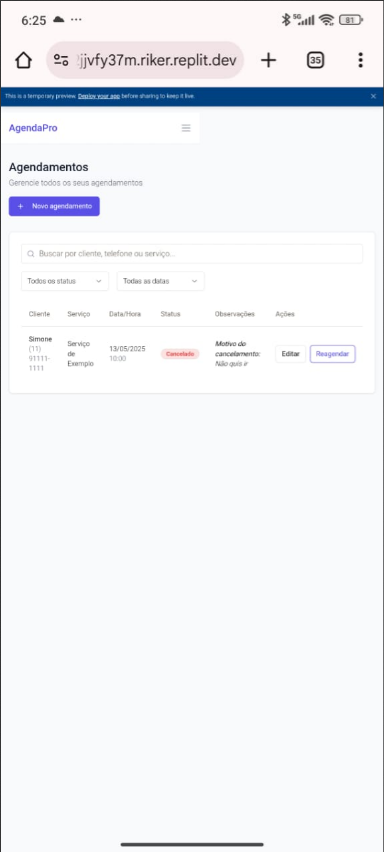 6:25
5G
81
!jjvfy37m.riker.replit.dev
35
This is a temporary preview. Deploy your app before sharing to keep it live.
AgendaPro
Agendamentos
Gerencie todos os seus agendamentos
+ Novo agendamento
Buscar por cliente, telefone ou serviço...
Todos os status
Todas as datas
Cliente Serviço Data/Hora Status Observações Ações
Simone
(11)
91111-
1111
Serviço
de
Exemplo
13/05/2025
10:00
Cancelado
Motivo do
cancelamento:
Não quis ir
Editar
Reagendar